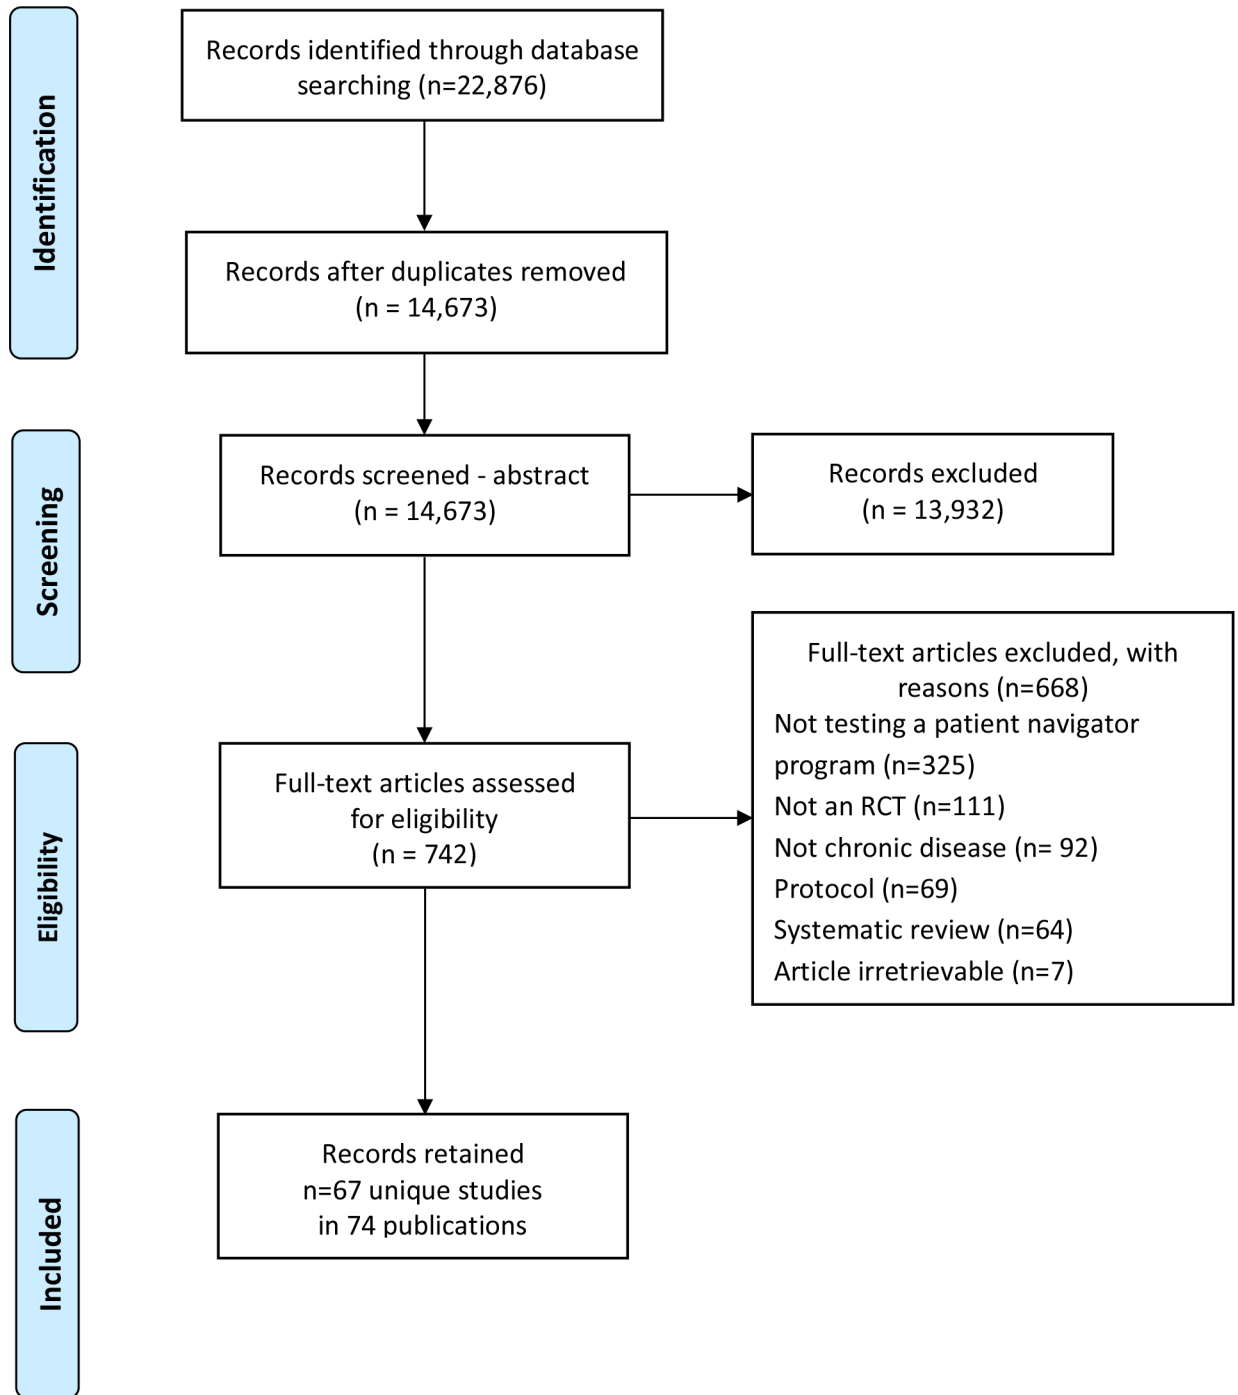 Identification
Records identified through database
searching (n=22,876)
Records after duplicates removed
(n = 14,673)
Screening
Records screened - abstract
(n = 14,673)
Records excluded
(n = 13,932)
Eligibility
Full-text articles assessed
for eligibility
(n = 742)
Full-text articles excluded, with
reasons (n=668)
Not testing a patient navigator
program (n=325)
Not an RCT (n=111)
Not chronic disease (n= 92)
Protocol (n=69)
Systematic review (n=64)
Article irretrievable (n=7)
Included
Records retained
n=67 unique studies
in 74 publications